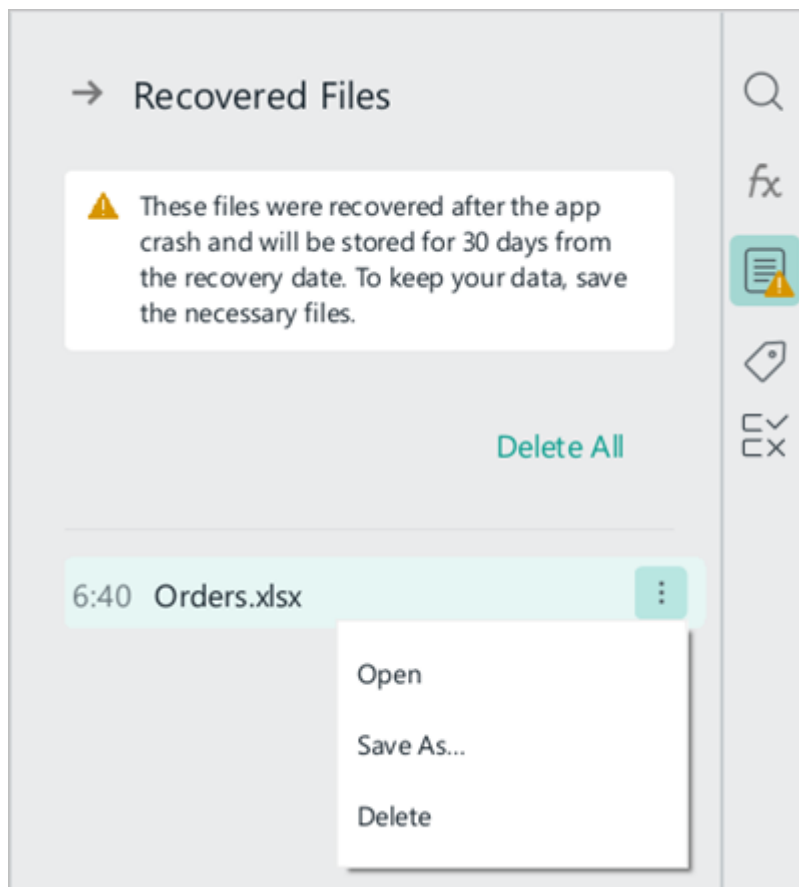 Recovered Files
These files were recovered after the app
crash and will be stored for 30 days from
the recovery date. To keep your data, save
the necessary files.
Delete All
6:40 Orders.xlsx
Open
Save As...
Delete
fx